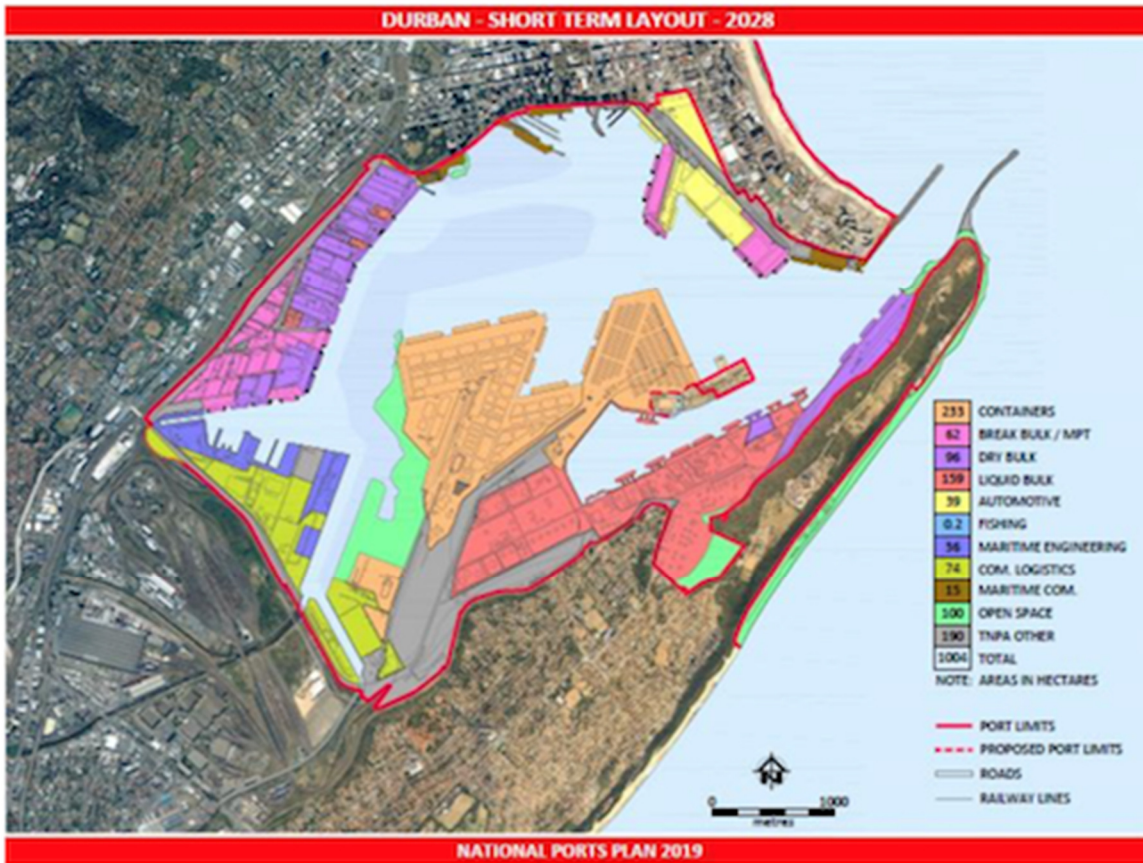 DURBAN - SHORT TERM LAYOUT - 2028
233 CONTAINERS
62 BREAK BULK / MPT
96 DRY BULK
159 LIQUID BULK
39 AUTOMOTIVE
0.2 FISHING
56 MARITIME ENGINEERING
74 COM. LOGISTICS
15 MARITIME COM.
100 OPEN SPACE
190 TNPA OTHER
1004 TOTAL
NOTE: AREAS IN HECTARES
PORT LIMITS
PROPOSED PORT LIMITS
ROADS
RAILWAY LINES
N
0 1000
metres
NATIONAL PORTS PLAN 2019